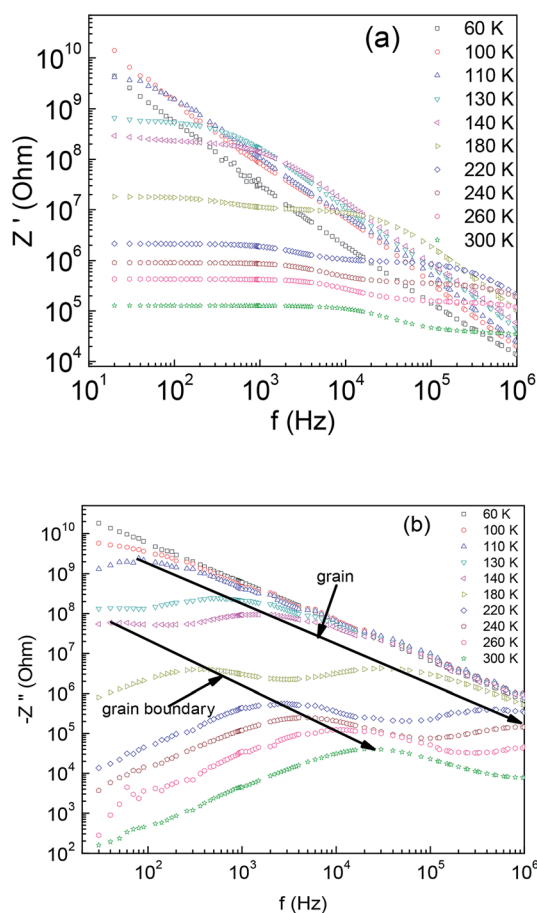 (a)
60 K
100 K
110 K
130 K
140 K
180 K
220 K
240 K
260 K
300 K
10^10
10^9
10^8
10^7
10^6
10^5
10^4
Z ' (Ohm)
10^1 10^2 10^3 10^4 10^5 10^6
f (Hz)
(b)
60 K
100 K
110 K
130 K
140 K
180 K
220 K
240 K
260 K
300 K
grain
grain boundary
10^10
10^9
10^8
10^7
10^6
10^5
10^4
10^3
10^2
-Z" (Ohm)
10^2 10^3 10^4 10^5 10^6
f (Hz)